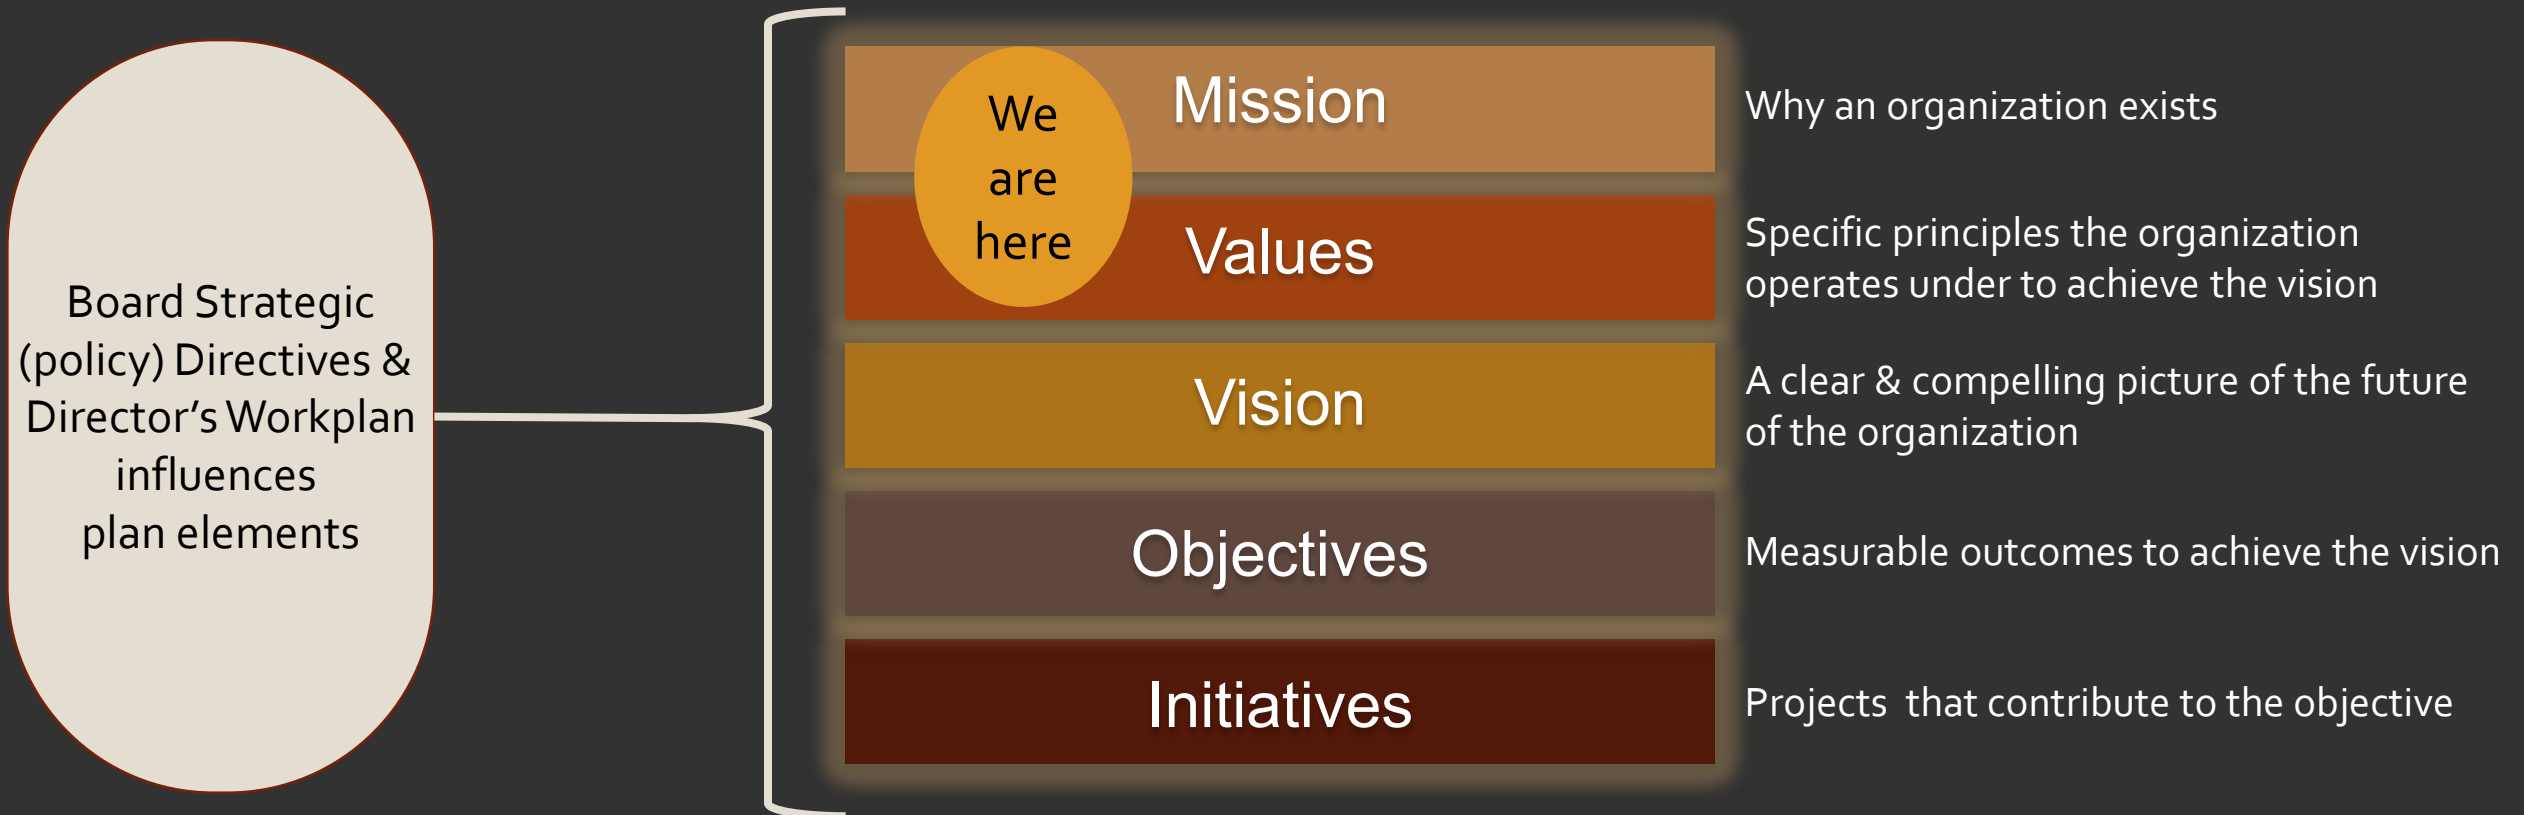 Board Strategic
(policy) Directives &
Director’s Workplan
influences
plan elements
We
are
here
Mission
Why an organization exists
Values
Specific principles the organization
operates under to achieve the vision
Vision
A clear & compelling picture of the future
of the organization
Objectives
Measurable outcomes to achieve the vision
Initiatives
Projects  that contribute to the objective